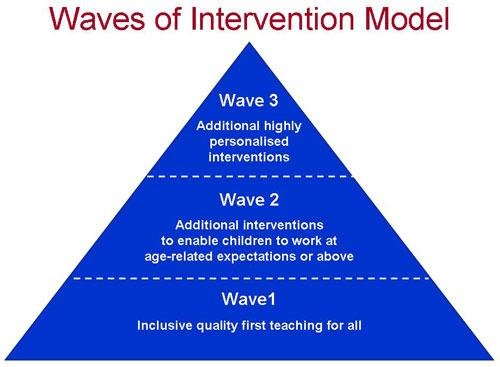 Waves of Intervention Model
Wave 3
Additional highly
personalised
interventions
Wave 2
Additional interventions
to enable children to work at
age-related expectations or above
Wave1
Inclusive quality first teaching for all